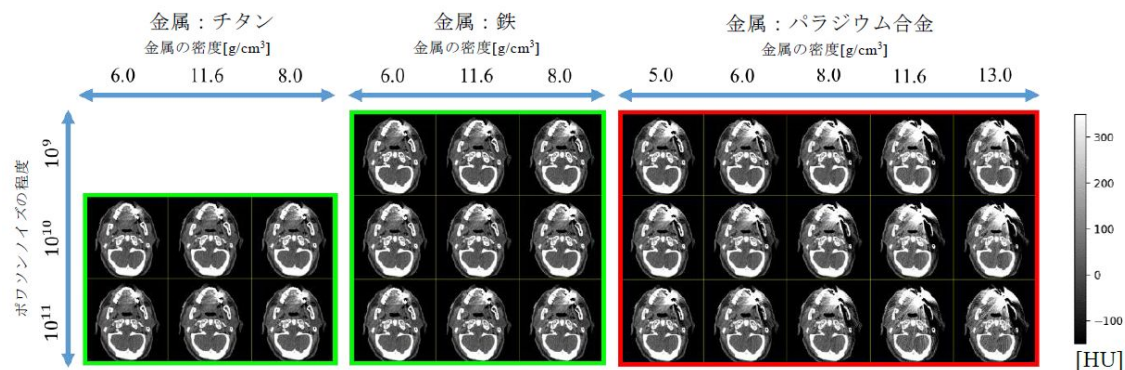 金属：チタン
金属の密度[g/cm³]
6.0 11.6 8.0
金属：鉄
金属の密度[g/cm³]
6.0 11.6 8.0
金属：パラジウム合金
金属の密度[g/cm³]
5.0 6.0 8.0 11.6 13.0
ポワソンノイズの程度
10⁹
10¹⁰
10¹¹
300
200
100
0
−100
[HU]